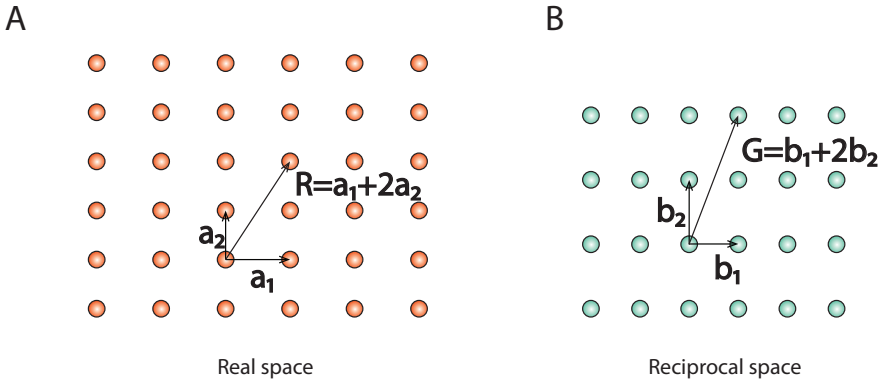 A
B
R=a₁+2a₂
a₂
a₁
Real space
G=b₁+2b₂
b₂
b₁
Reciprocal space